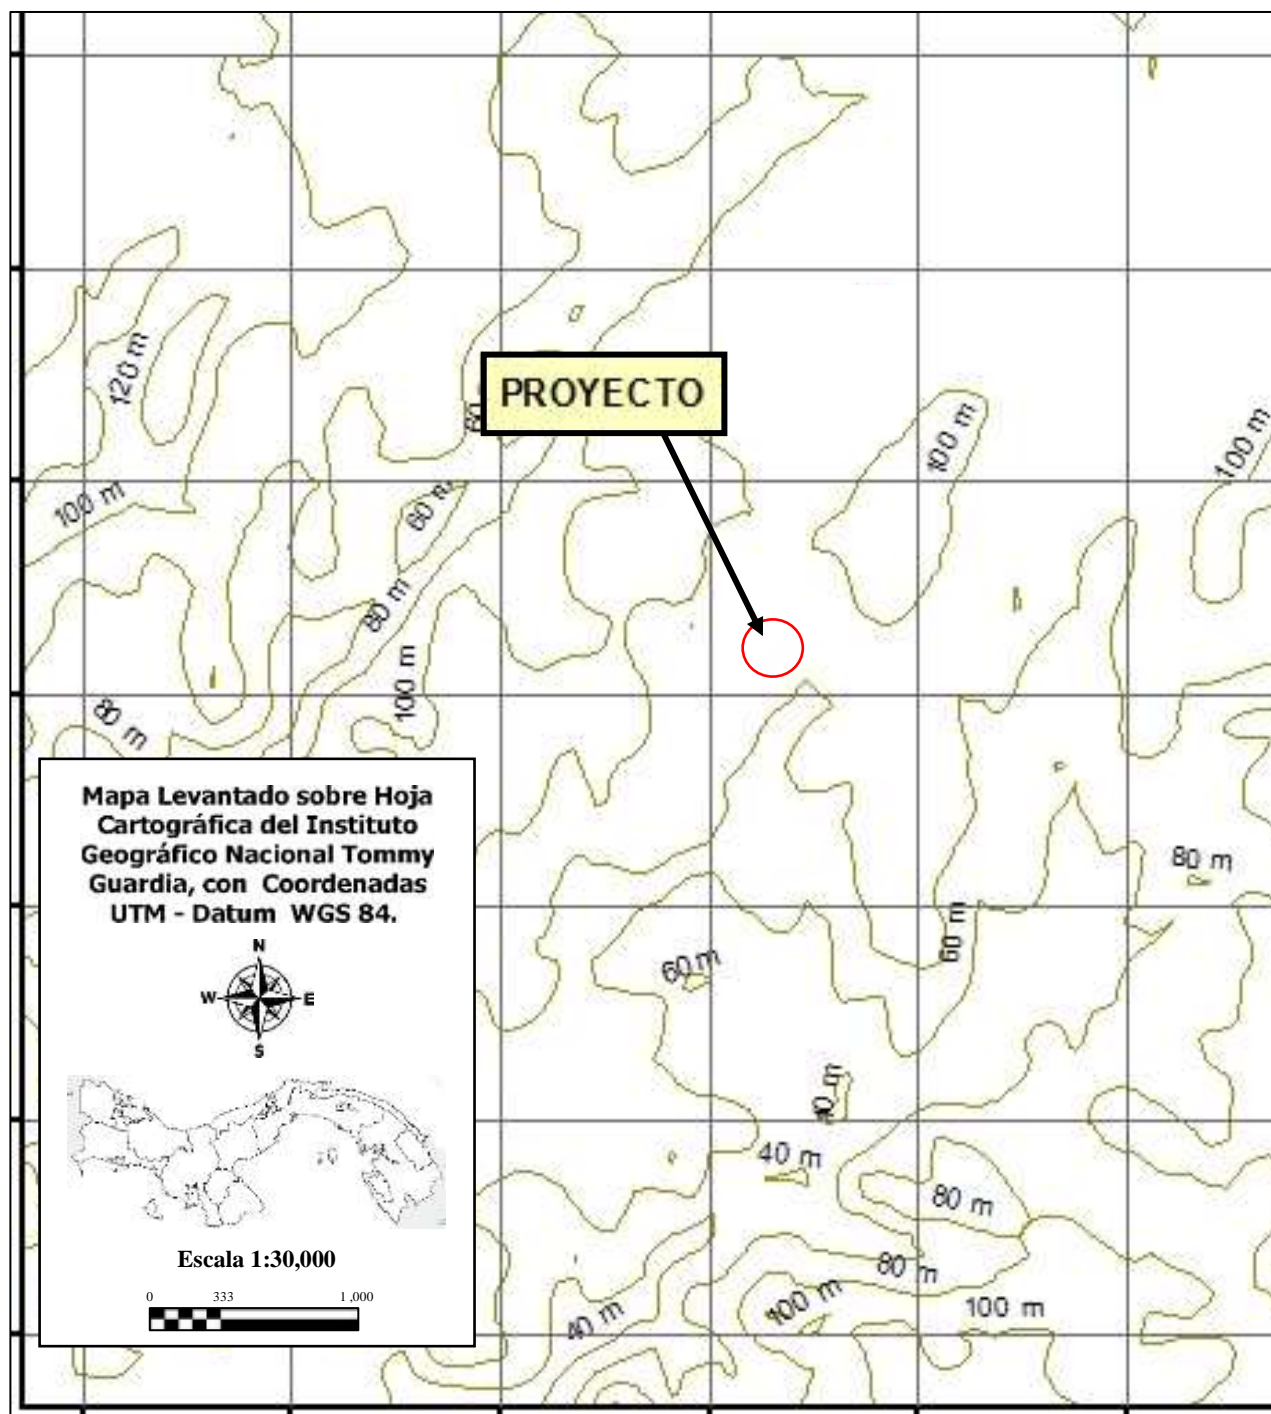 120 m
PROYECTO
100 m
100 m
100 m
60 m
80 m
100 m
80 m
Mapa Levantado sobre Hoja
Cartográfica del Instituto
Geográfico Nacional Tommy
Guardia, con Coordenadas
UTM - Datum WGS 84.
N
W E
S
Escala 1:30,000
0 333 1 ,000
80 m
60 m
60 m
40 m
80 m
80 m
100 m
100 m
40 m